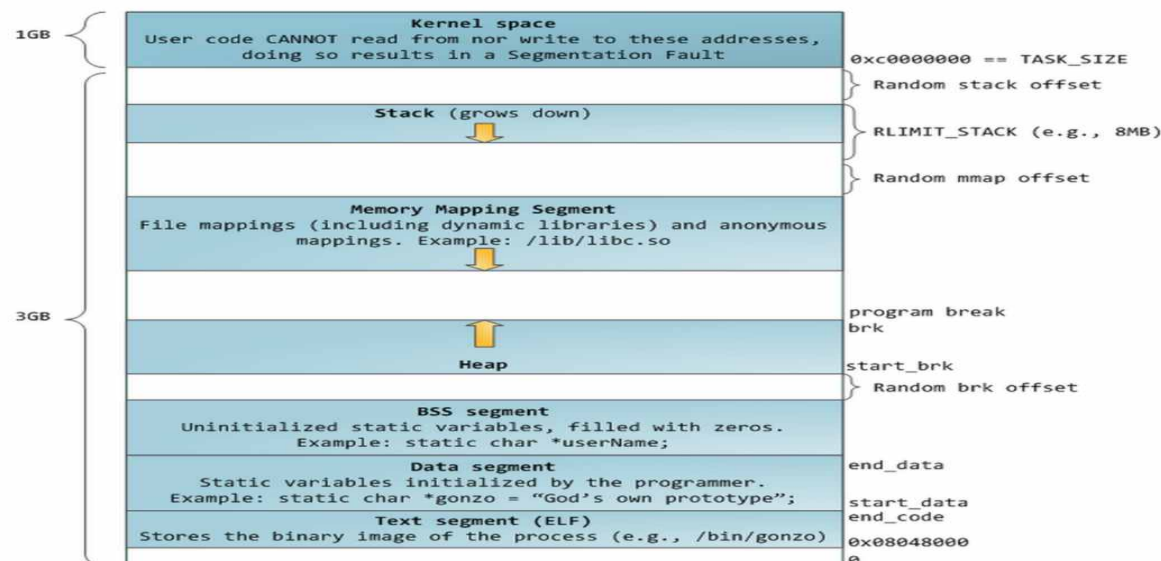 Kernel space
1GB
User code CANNOT read from nor write to these addresses,
doing so results in a Segmentation Fault
0xc0000000 == TASK_SIZE
Random stack offset
Stack (grows down)
RLIMIT_STACK (e.g., 8MB)
Random mmap offset
Memory Mapping Segment
File mappings (including dynamic libraries) and anonymous
mappings. Example: /lib/libc.so
3GB
program break
brk
Heap
start_brk
Random brk offset
BSS segment
Uninitialized static variables, filled with zeros.
Example: static char *userName;
Data segment
end_data
Static variables initialized by the programmer.
Example: static char *gonzo = “God's own prototype”;
start_data
Text segment (ELF)
end_code
Stores the binary image of the process (e.g., /bin/gonzo)
0x08048000
0